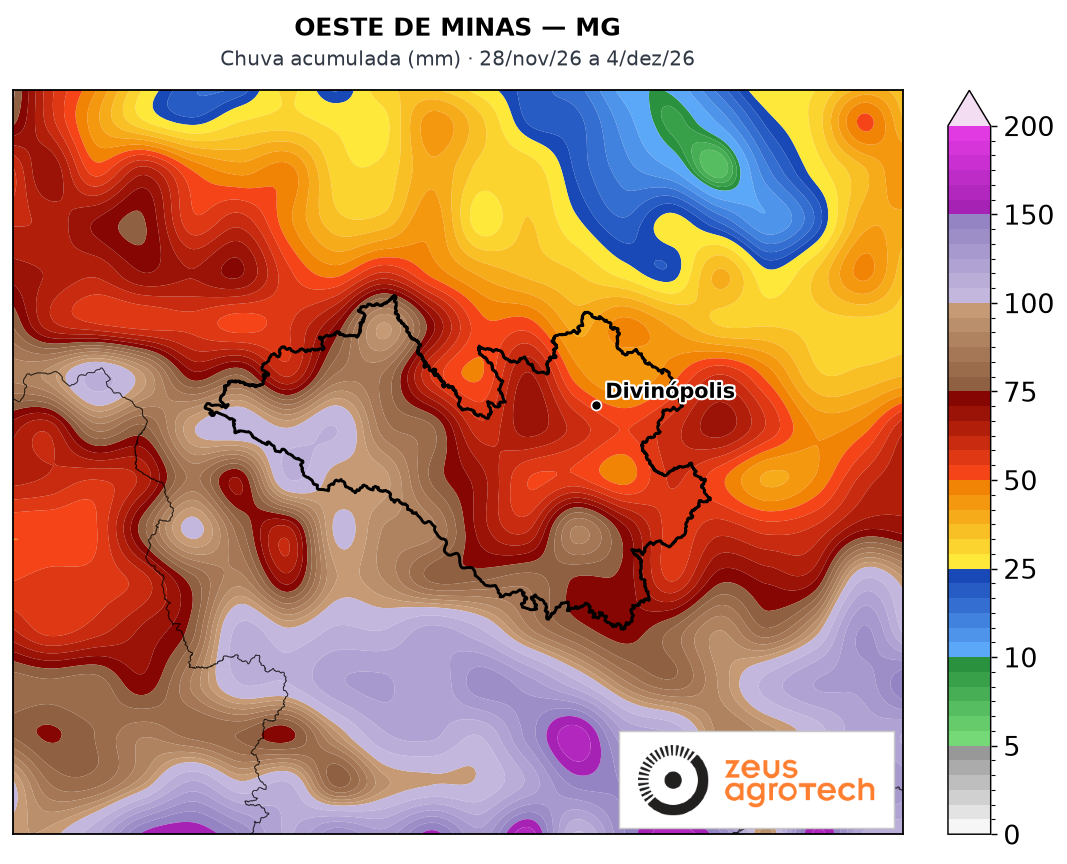 OESTE DE MINAS — MG
Chuva acumulada (mm) · 28/nov/26 a 4/dez/26
200
150
100
75
50
25
10
5
0
Divinópolis
zeus
agrotech